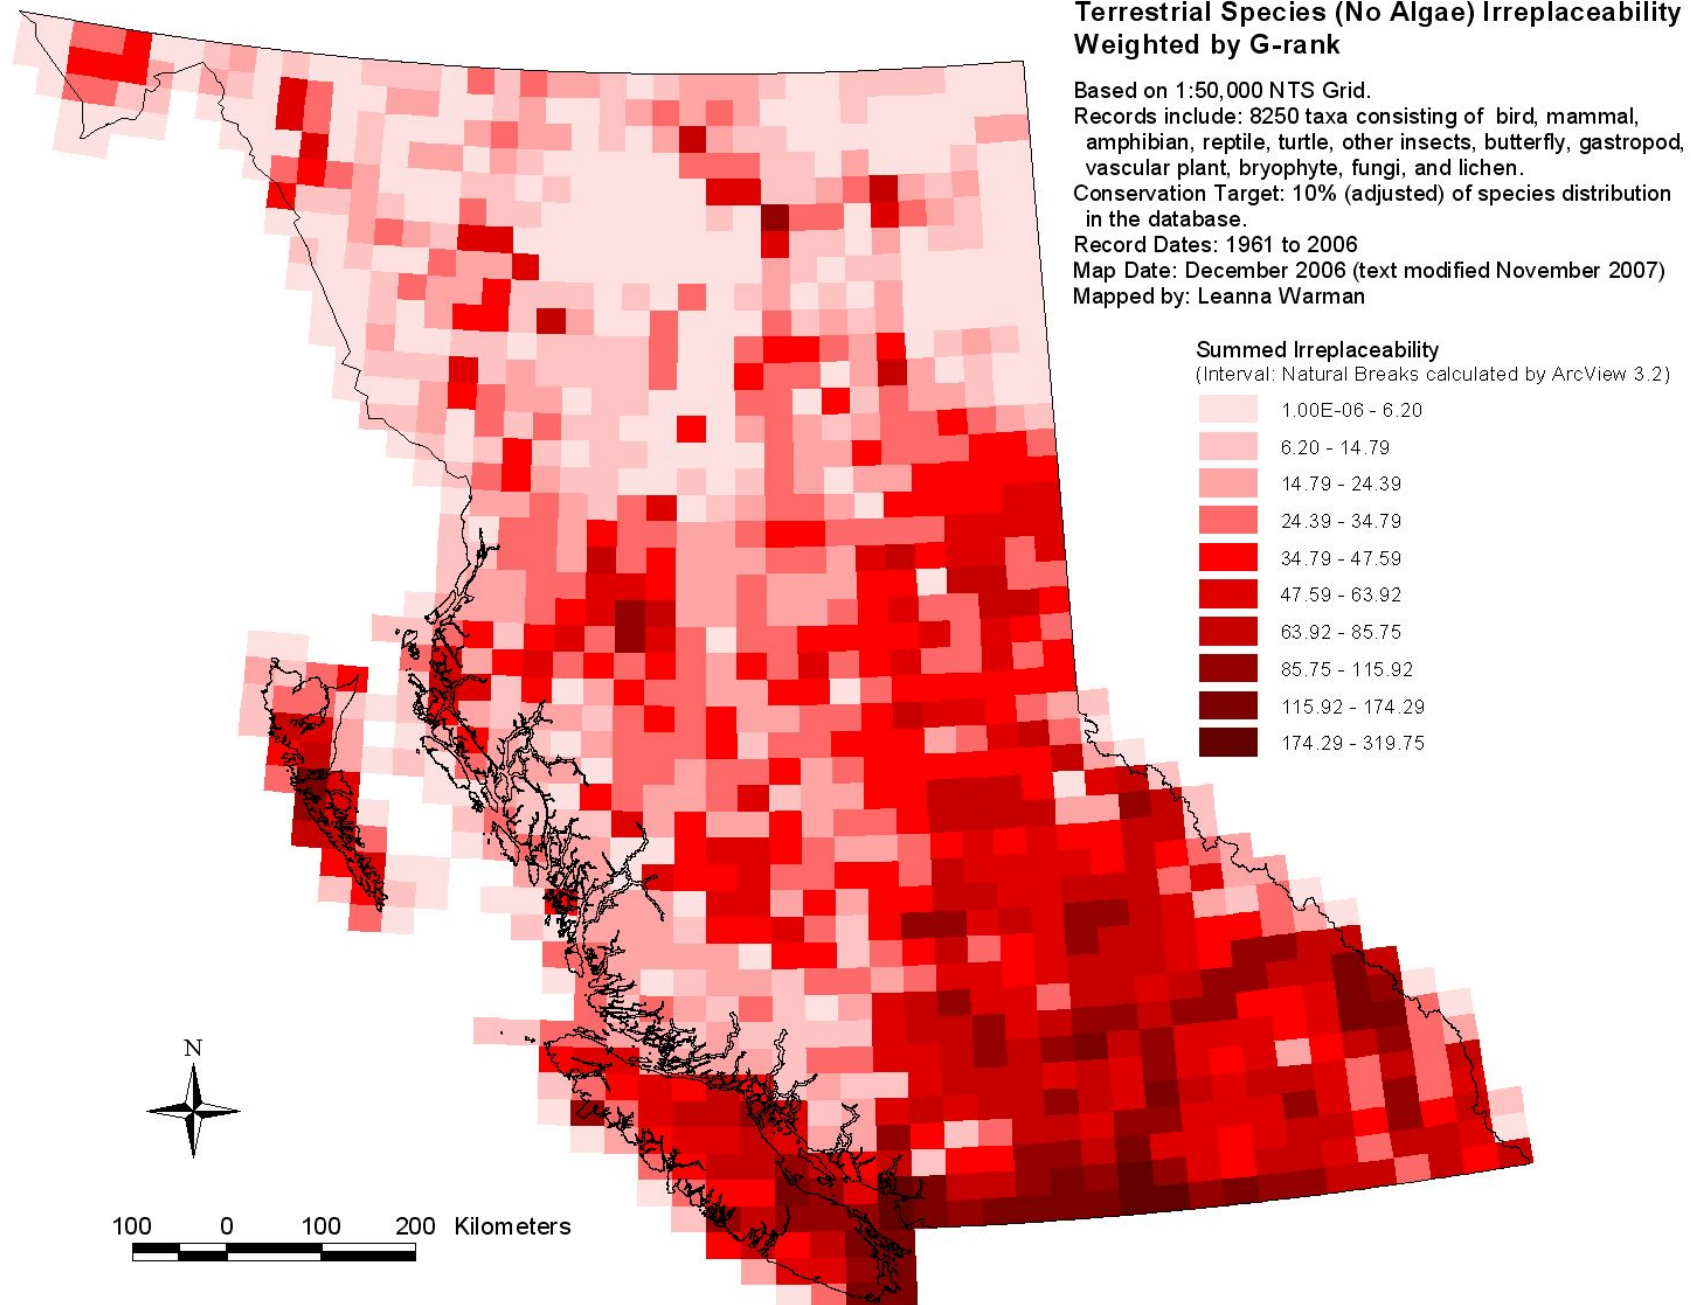 Terrestrial Species (No Algae) Irreplaceability
Weighted by G-rank
Based on 1:50,000 NTS Grid.
Records include: 8250 taxa consisting of bird, mammal,
amphibian, reptile, turtle, other insects, butterfly, gastropod,
vascular plant, bryophyte, fungi, and lichen.
Conservation Target: 10% (adjusted) of species distribution
in the database.
Record Dates: 1961 to 2006
Map Date: December 2006 (text modified November 2007)
Mapped by: Leanna Warman
Summed Irreplaceability
(Interval: Natural Breaks calculated by ArcView 3.2)
1.00E-06 - 6.20
6.20 - 14.79
14.79 - 24.39
24.39 - 34.79
34.79 - 47.59
47.59 - 63.92
63.92 - 85.75
85.75 - 115.92
115.92 - 174.29
174.29 - 319.75
N
100 0 100 200 Kilometers